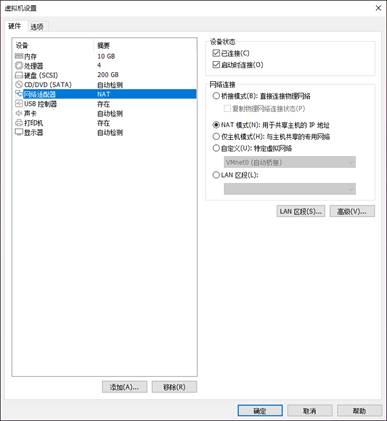 虚拟机设置
硬件 选项
设备 摘要
内存 10 GB
处理器 4
硬盘 (SCSI) 200 GB
CD/DVD (SATA) 自动检测
网络适配器 NAT
USB 控制器 存在
声卡 自动检测
打印机 存在
显示器 自动检测
添加(A)... 移除(R)
设备状态
已连接(C)
启动时连接(O)
网络连接
桥接模式(B): 直接连接物理网络
复制物理网络连接状态(P)
NAT 模式(N): 用于共享主机的 IP 地址
仅主机模式(H): 与主机共享的专用网络
自定义(U): 特定虚拟网络
VMnet0 (自动桥接)
LAN 区段(L):
LAN 区段(S)... 高级(V)...
确定 取消 帮助